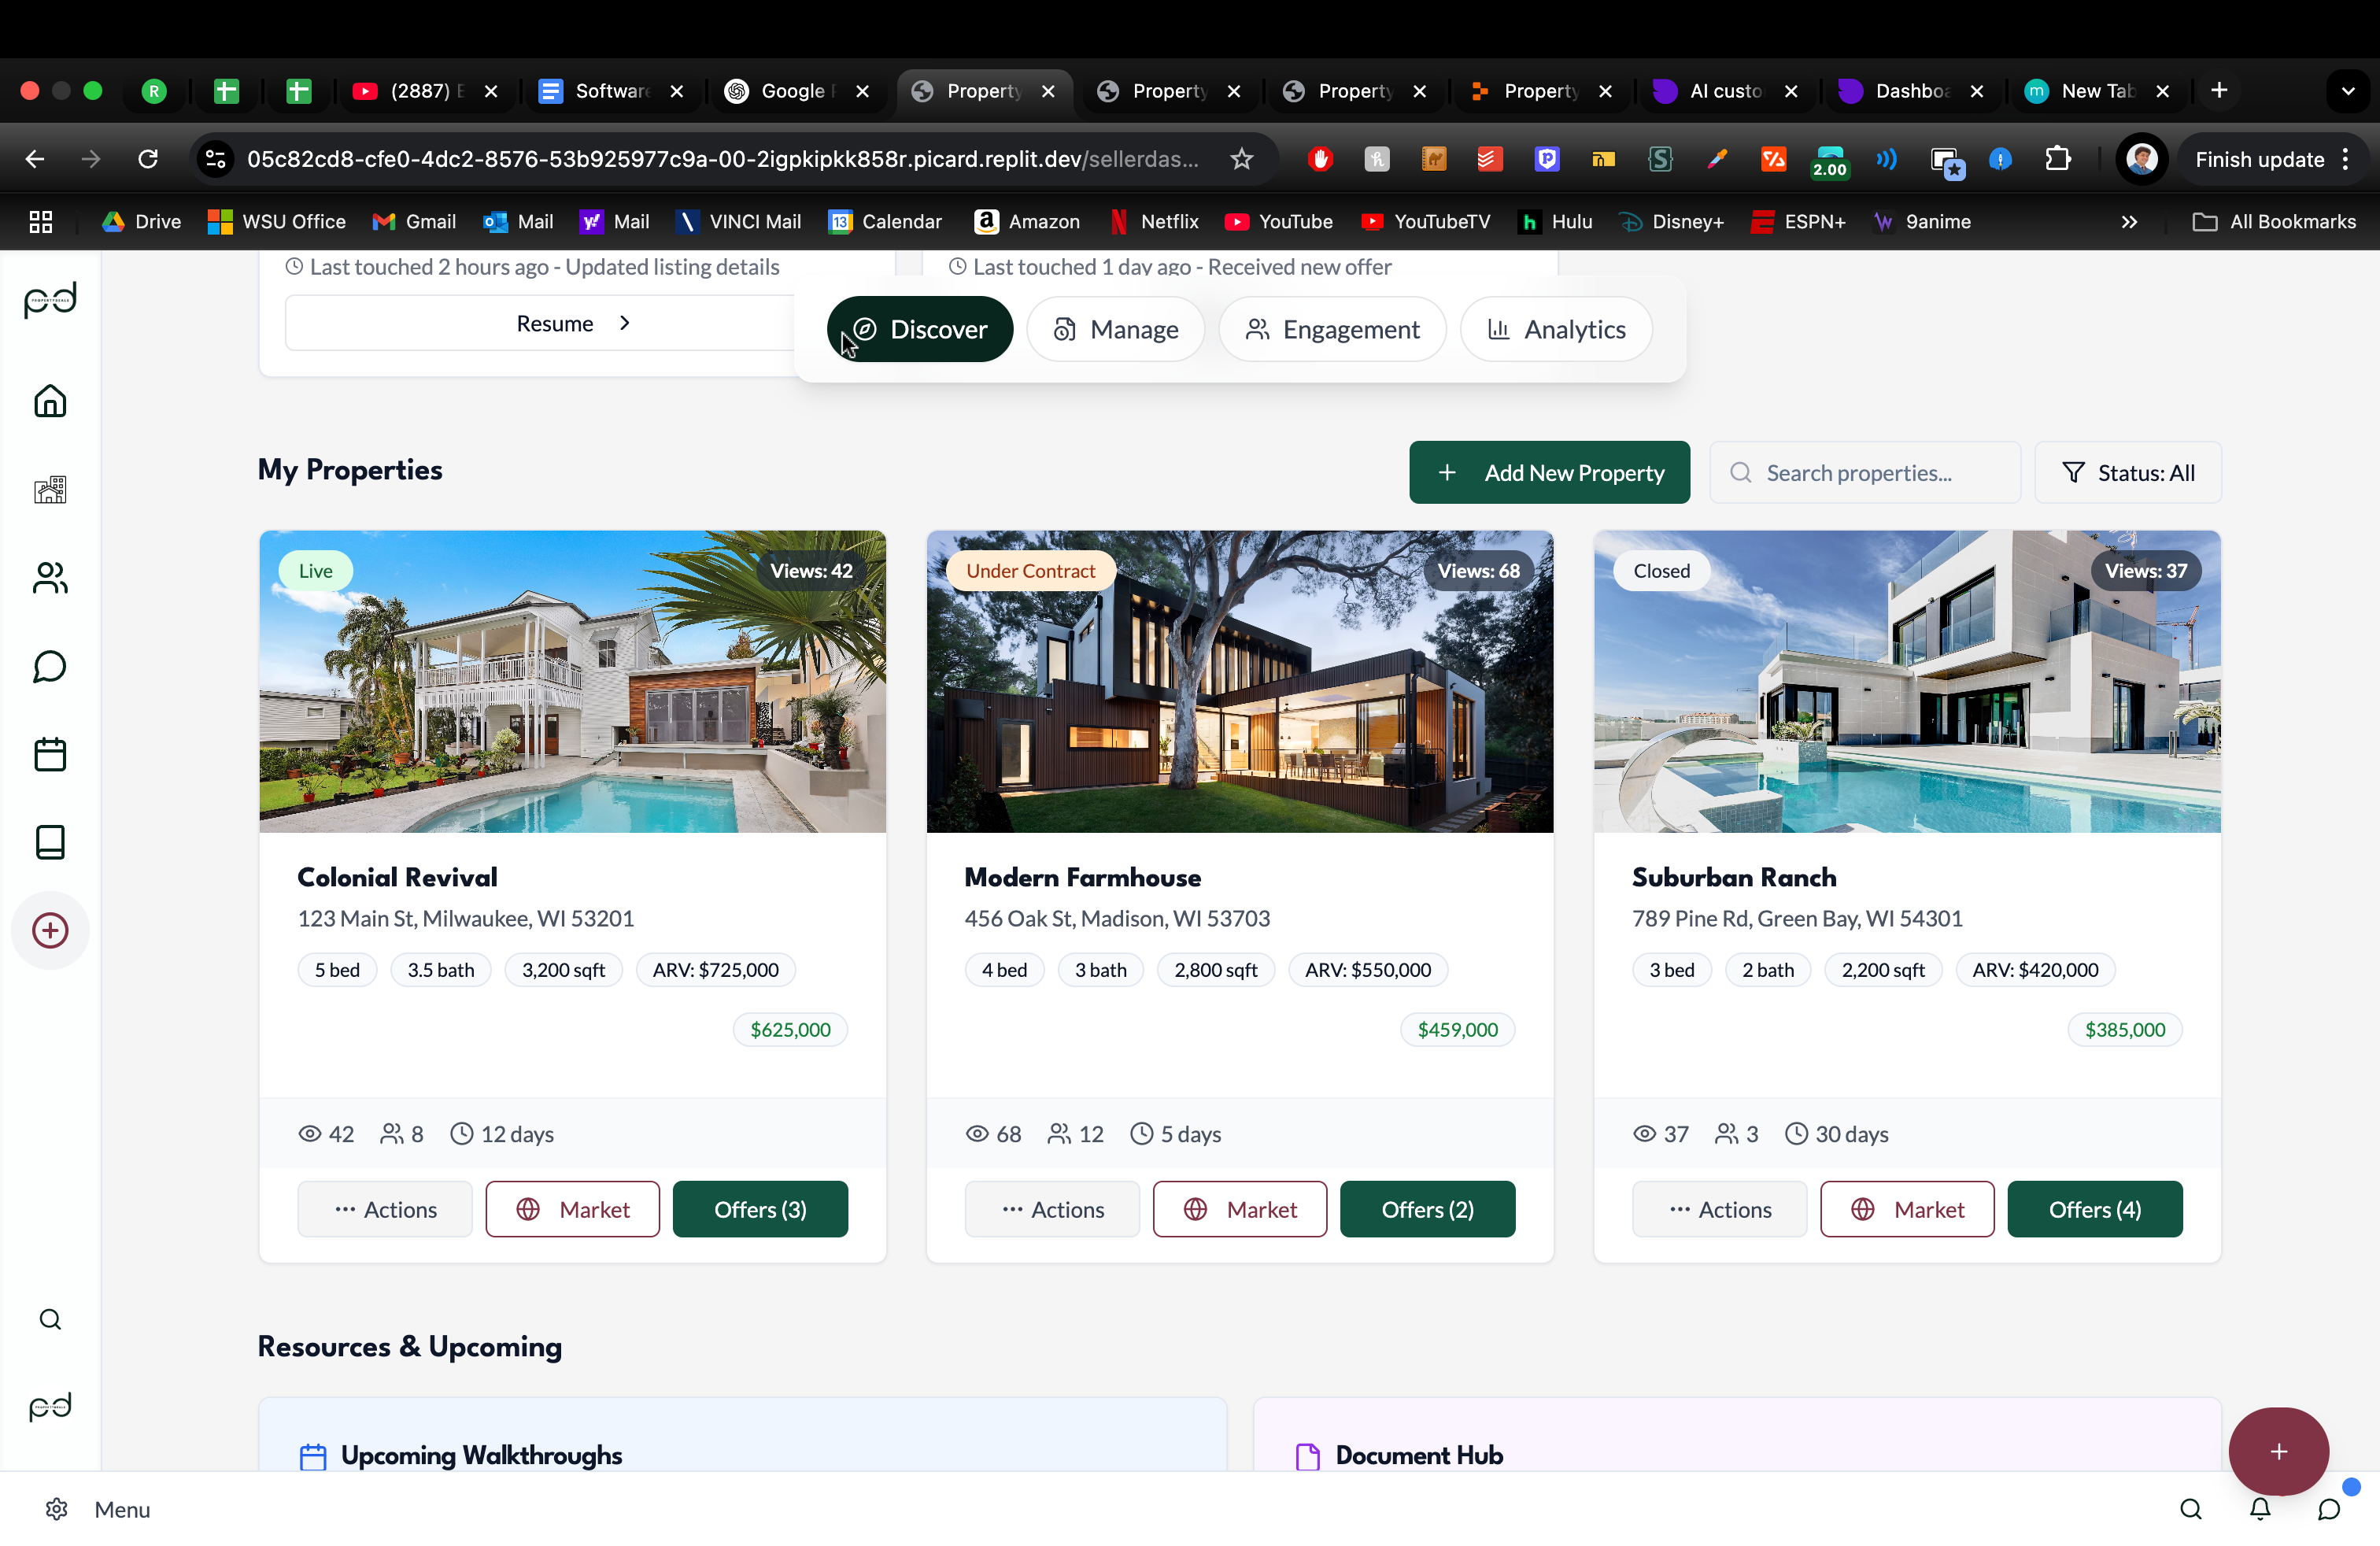 R
(2887) E
Software
Google
Property
Property
Property
Property
AI custo
Dashboa
m
New Tab
05c82cd8-cfe0-4dc2-8576-53b925977c9a-00-2igpkipkk858r.picard.replit.dev/sellerdas...
2.00
Finish update
Drive
WSU Office
Gmail
Mail
Mail
VINCI Mail
13
Calendar
Amazon
Netflix
YouTube
YouTubeTV
Hulu
Disney+
ESPN+
9anime
All Bookmarks
pd
Last touched 2 hours ago - Updated listing details
Last touched 1 day ago - Received new offer
Resume
Discover
Manage
Engagement
Analytics
My Properties
+ Add New Property
Search properties...
Status: All
Live
Views: 42
Under Contract
Views: 68
Closed
Views: 37
Colonial Revival
123 Main St, Milwaukee, WI 53201
5 bed
3.5 bath
3,200 sqft
ARV: $725,000
$625,000
42
8
12 days
Actions
Market
Offers (3)
Modern Farmhouse
456 Oak St, Madison, WI 53703
4 bed
3 bath
2,800 sqft
ARV: $550,000
$459,000
68
12
5 days
Actions
Market
Offers (2)
Suburban Ranch
789 Pine Rd, Green Bay, WI 54301
3 bed
2 bath
2,200 sqft
ARV: $420,000
$385,000
37
3
30 days
Actions
Market
Offers (4)
Resources & Upcoming
Upcoming Walkthroughs
Document Hub
pd
Menu